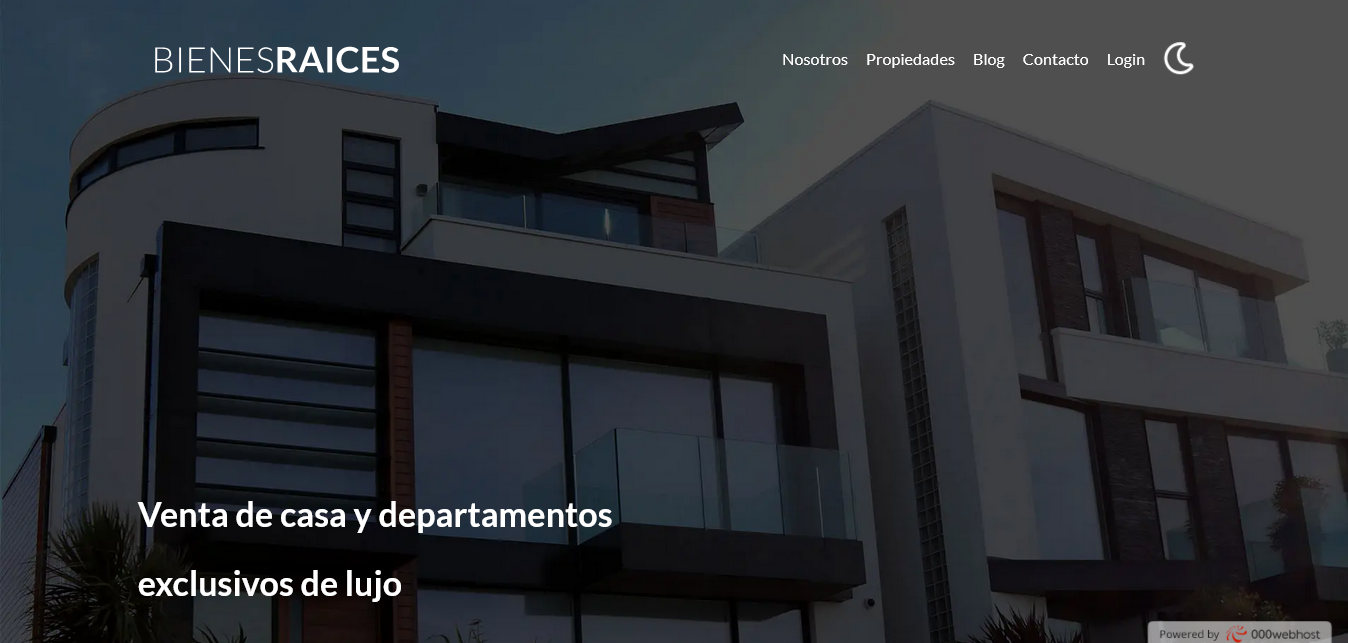 BIENESRAICES
Nosotros Propiedades Blog Contacto Login
Venta de casa y departamentos
exclusivos de lujo
Powered by 000webhost